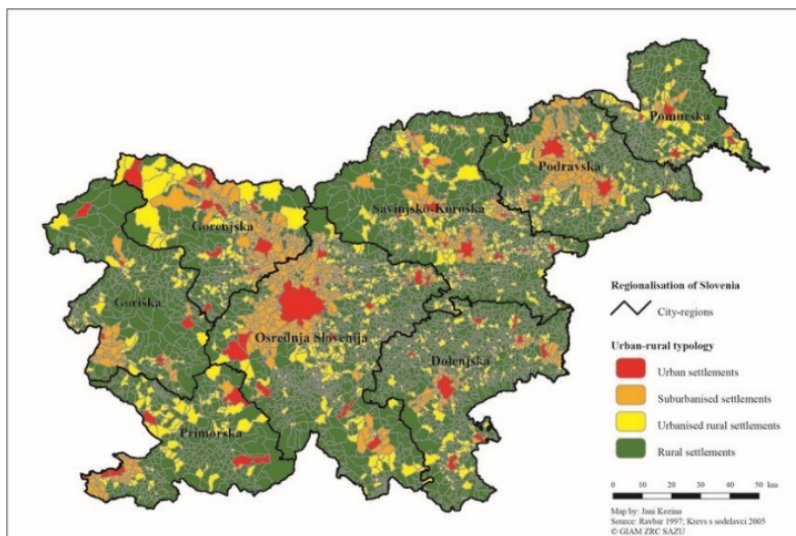 Pomurska
Podravska
Savinjsko-Koroška
Gorenjska
Goriška
Osrednja Slovenija
Dolenjska
Primorska
Regionalisation of Slovenia
City-regions
Urban-rural typology
Urban settlements
Suburbanised settlements
Urbanised rural settlements
Rural settlements
0 10 20 30 40 50 km
Map by: Jani Kozina
Source: Ravbar 1997; Krevs s sodelavci 2005
© GIAM ZRC SAZU